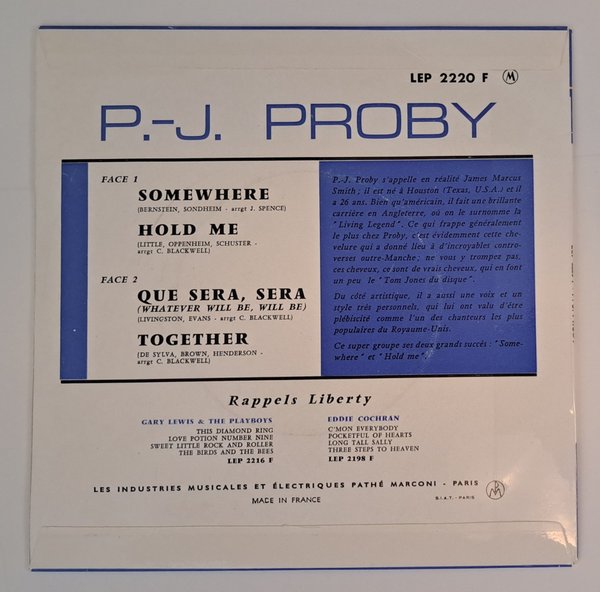 LEP 2220 F M
P.-J. PROBY
FACE 1
SOMEWHERE
(BERNSTEIN, SONDHEIM - arrgt J. SPENCE)
HOLD ME
(LITTLE, OPPENHEIM, SCHUSTER -
arrgt C. BLACKWELL)
FACE 2
QUE SERA, SERA
(WHATEVER WILL BE, WILL BE)
(LIVINGSTON, EVANS - arrgt C. BLACKWELL)
TOGETHER
(DE SYLVA, BROWN, HENDERSON -
arrgt C. BLACKWELL)
P.-J. Proby s'appelle en réalité James Marcus
Smith ; il est né à Houston (Texas, U.S.A.) et il
a 26 ans. Bien qu'américain, il fait une brillante
carrière en Angleterre, où on le surnomme la
"Living Legend". Ce qui frappe généralement
le plus chez Proby, c'est évidemment cette che-
velure qui a donné lieu à d'incroyables contro-
verses outre-Manche ; ne vous y trompez pas,
ces cheveux, ce sont de vrais cheveux, qui en font
un peu le "Tom Jones du disque".
Du côté artistique, il a aussi une voix et un
style très personnels, qui lui ont valu d'être
plébiscité comme l'un des chanteurs les plus
populaires du Royaume-Unis.
Ce super groupe ses deux grands succès : "Some-
where" et "Hold me".
Rappels Liberty
GARY LEWIS & THE PLAYBOYS
THIS DIAMOND RING
LOVE POTION NUMBER NINE
SWEET LITTLE ROCK AND ROLLER
THE BIRDS AND THE BEES
LEP 2216 F
EDDIE COCHRAN
C'MON EVERYBODY
POCKETFUL OF HEARTS
LONG TALL SALLY
THREE STEPS TO HEAVEN
LEP 2198 F
LES INDUSTRIES MUSICALES ET ÉLECTRIQUES PATHÉ MARCONI - PARIS
MADE IN FRANCE
S.I.A.T. - PARIS